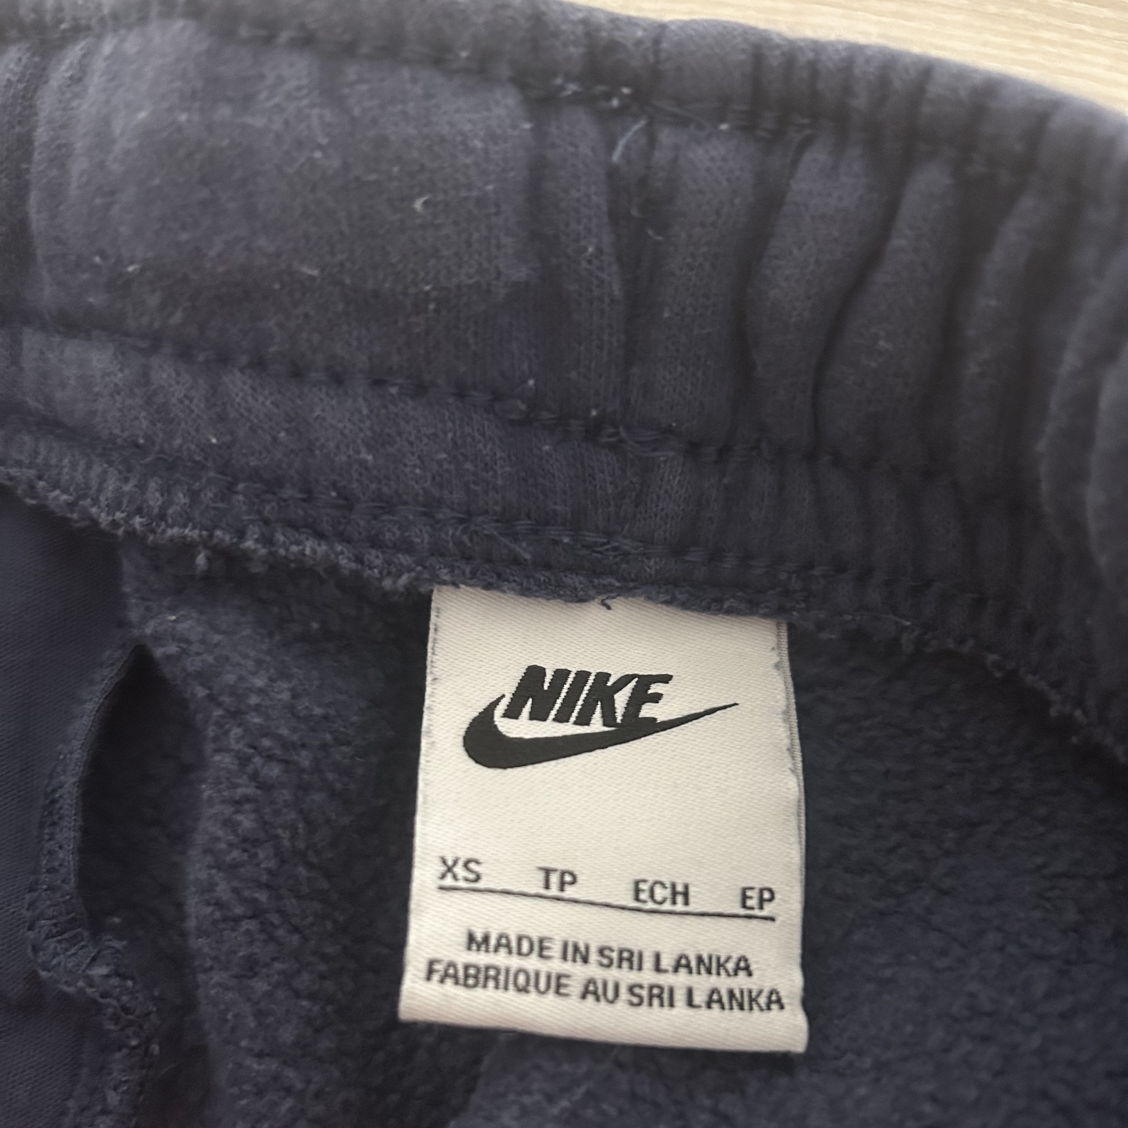 NIKE
XS TP ECH EP
MADE IN SRI LANKA
FABRIQUE AU SRI LANKA